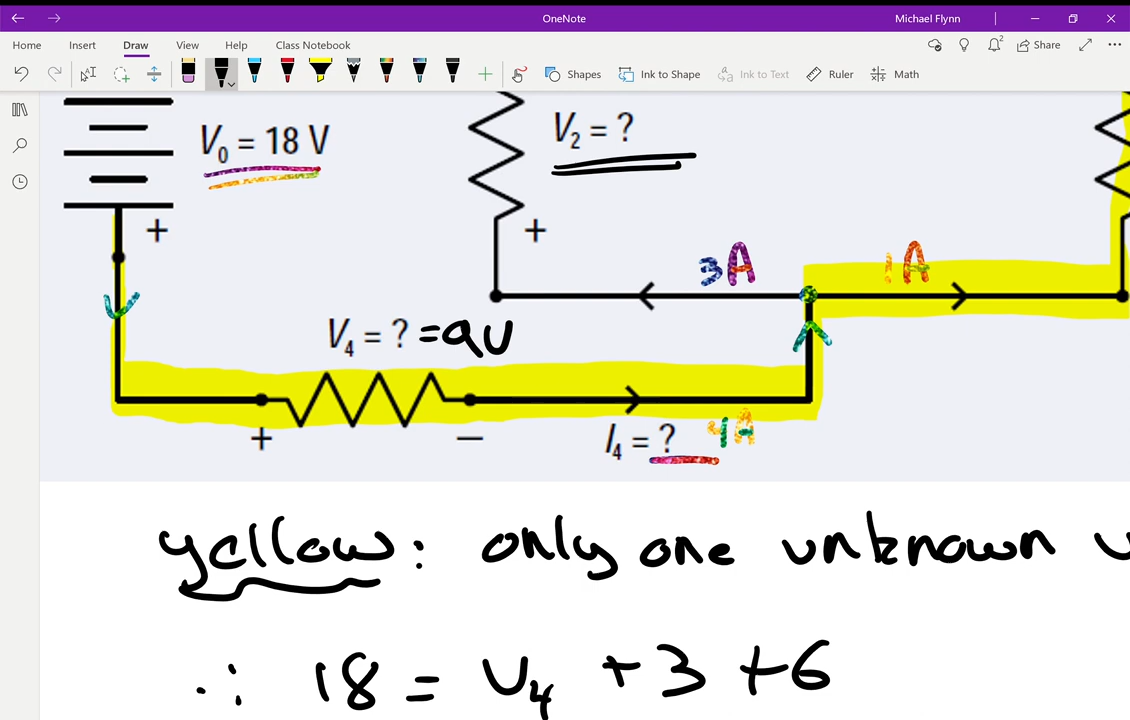 OneNote
Michael Flynn
Home Insert Draw View Help Class Notebook
Share
Shapes Ink to Shape Ink to Text Ruler Math
V₀ = 18 V
V₂ = ?
+ +
3A 1A
V₄ = ? = 9V
+ −
I₄ = ? 4A
yellow: only one unknown
∴ 18 = V₄ + 3 + 6